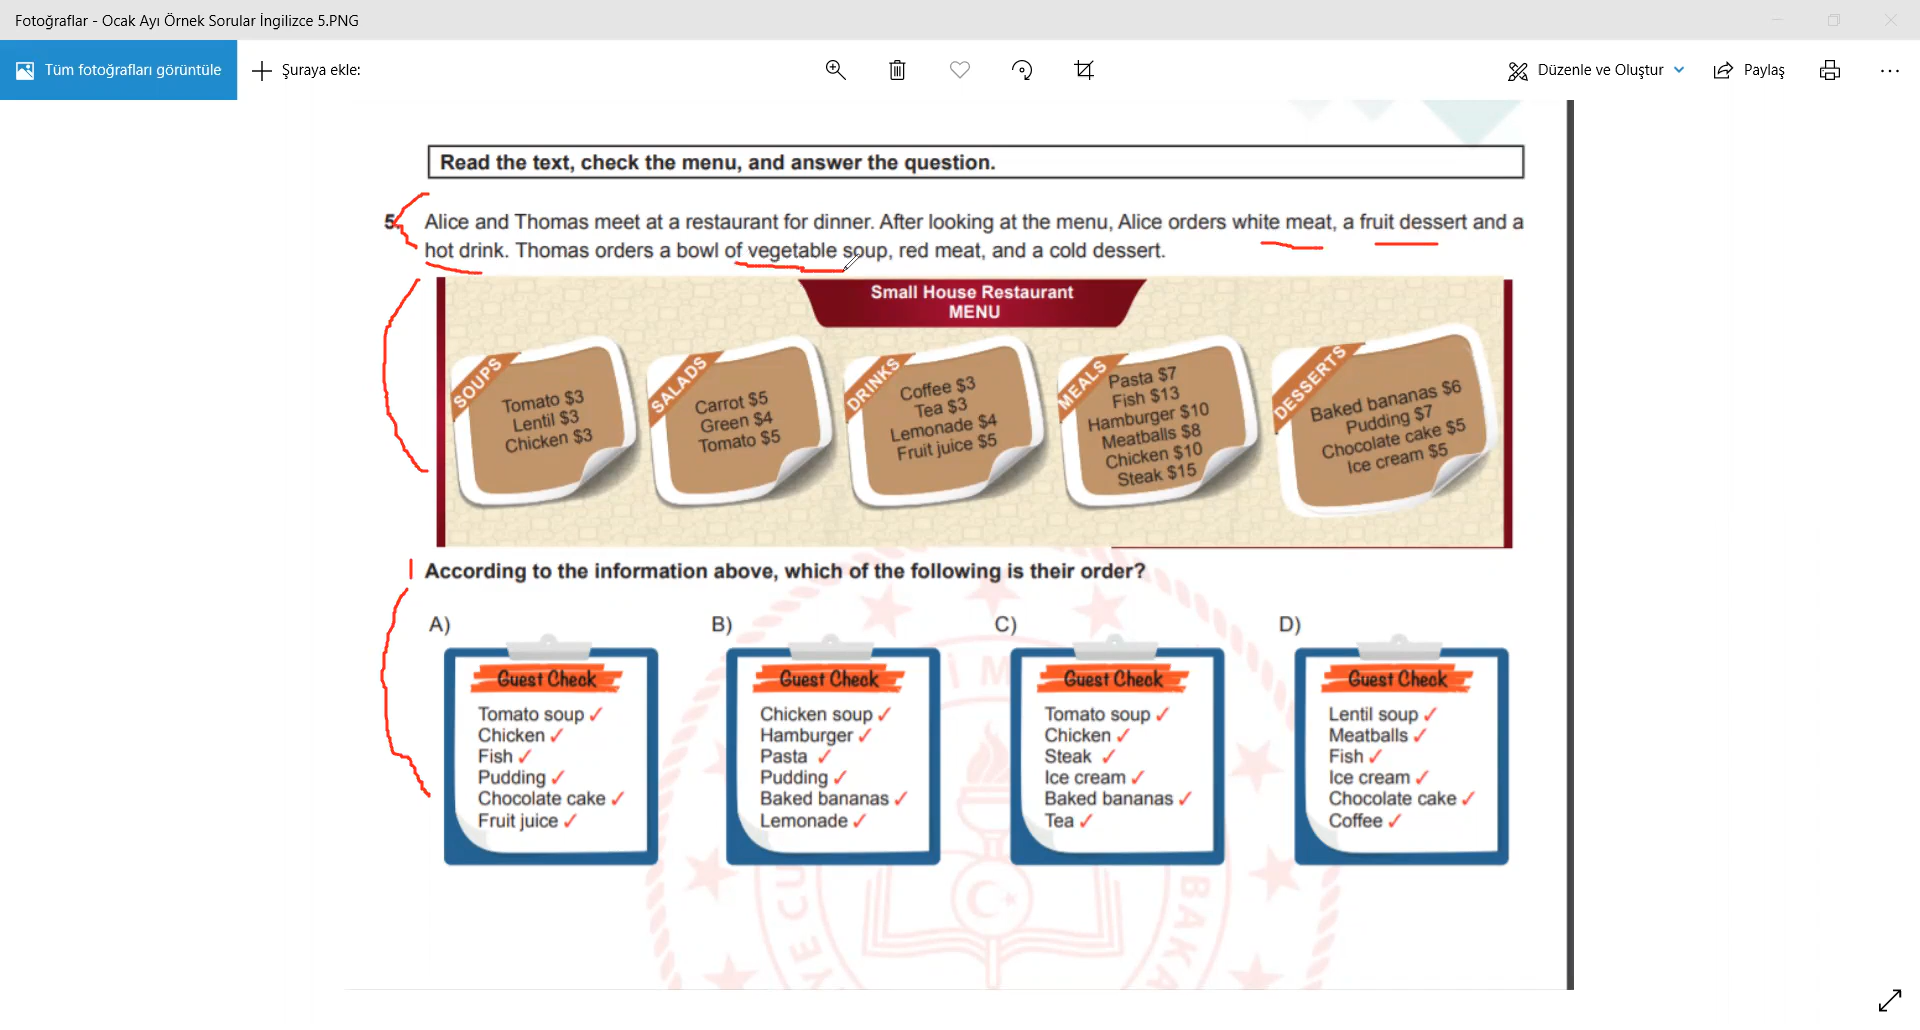 Fotoğraflar - Ocak Ayı Örnek Sorular İngilizce 5.PNG
Tüm fotoğrafları görüntüle
Şuraya ekle:
Düzenle ve Oluştur
Paylaş
Read the text, check the menu, and answer the question.
5. Alice and Thomas meet at a restaurant for dinner. After looking at the menu, Alice orders white meat, a fruit dessert and a
hot drink. Thomas orders a bowl of vegetable soup, red meat, and a cold dessert.
Small House Restaurant
MENU
SOUPS
Tomato $3
Lentil $3
Chicken $3
SALADS
Carrot $5
Green $4
Tomato $5
DRINKS
Coffee $3
Tea $3
Lemonade $4
Fruit juice $5
MEALS
Pasta $7
Fish $13
Hamburger $10
Meatballs $8
Chicken $10
Steak $15
DESSERTS
Baked bananas $6
Pudding $7
Chocolate cake $5
Ice cream $5
According to the information above, which of the following is their order?
A)
Guest Check
Tomato soup ✓
Chicken ✓
Fish ✓
Pudding ✓
Chocolate cake ✓
Fruit juice ✓
B)
Guest Check
Chicken soup ✓
Hamburger ✓
Pasta ✓
Pudding ✓
Baked bananas ✓
Lemonade ✓
C)
Guest Check
Tomato soup ✓
Chicken ✓
Steak ✓
Ice cream ✓
Baked bananas ✓
Tea ✓
D)
Guest Check
Lentil soup ✓
Meatballs ✓
Fish ✓
Ice cream ✓
Chocolate cake ✓
Coffee ✓